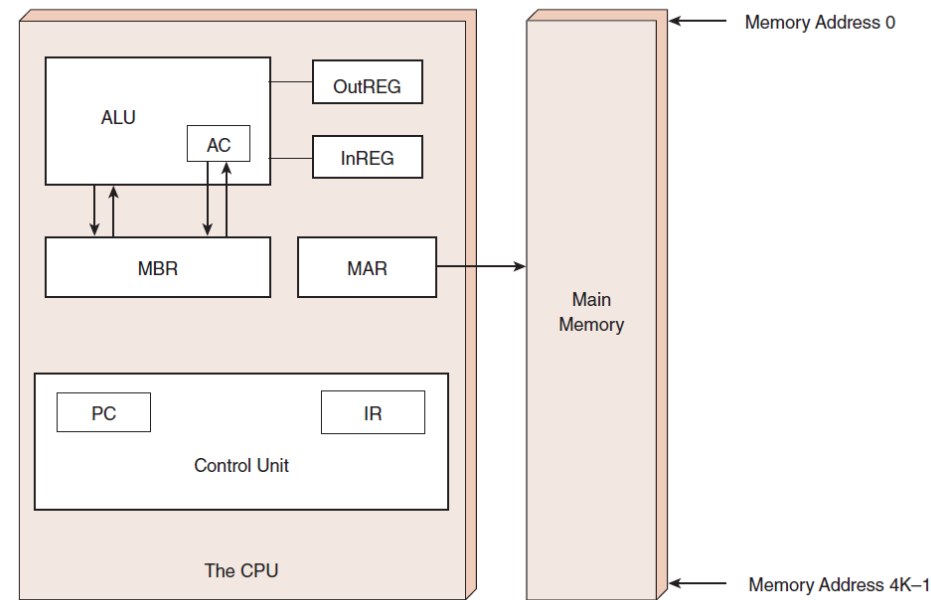 Memory Address 0
OutREG
ALU
AC
InREG
MBR
MAR
Main
Memory
PC
IR
Control Unit
The CPU
Memory Address 4K–1